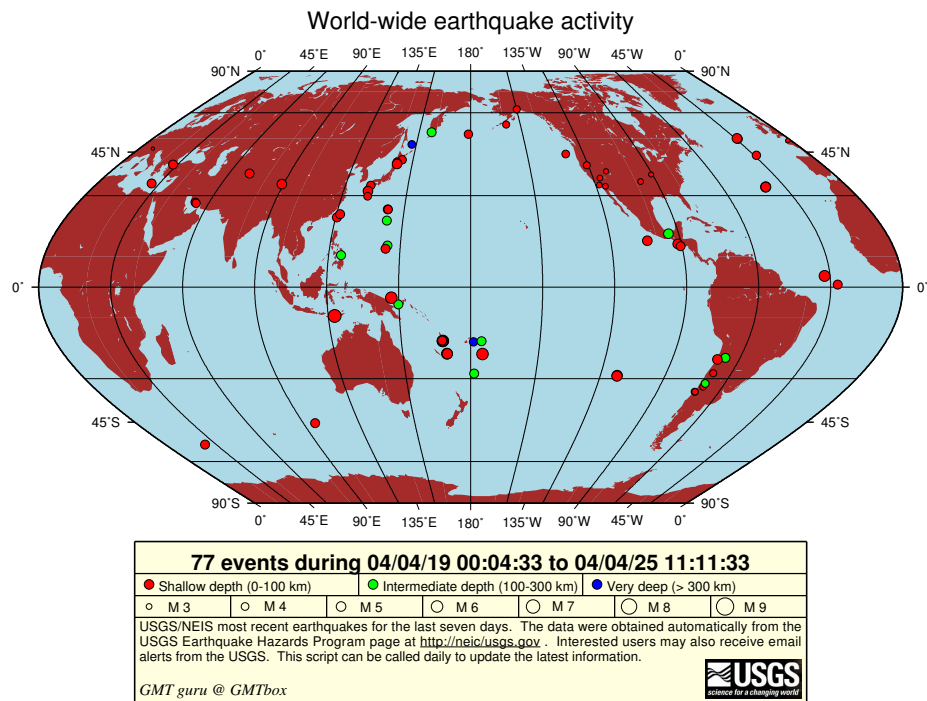 World-wide earthquake activity
0˚ 45˚E 90˚E 135˚E 180˚ 135˚W 90˚W 45˚W 0˚
90˚N 90˚N
45˚N 45˚N
0˚ 0˚
45˚S 45˚S
90˚S 90˚S
0˚ 45˚E 90˚E 135˚E 180˚ 135˚W 90˚W 45˚W 0˚
77 events during 04/04/19 00:04:33 to 04/04/25 11:11:33
Shallow depth (0-100 km) Intermediate depth (100-300 km) Very deep (> 300 km)
M 3 M 4 M 5 M 6 M 7 M 8 M 9
USGS/NEIS most recent earthquakes for the last seven days. The data were obtained automatically from the
USGS Earthquake Hazards Program page at http://neic/usgs.gov . Interested users may also receive email
alerts from the USGS. This script can be called daily to update the latest information.
USGS
science for a changing world
GMT guru @ GMTbox